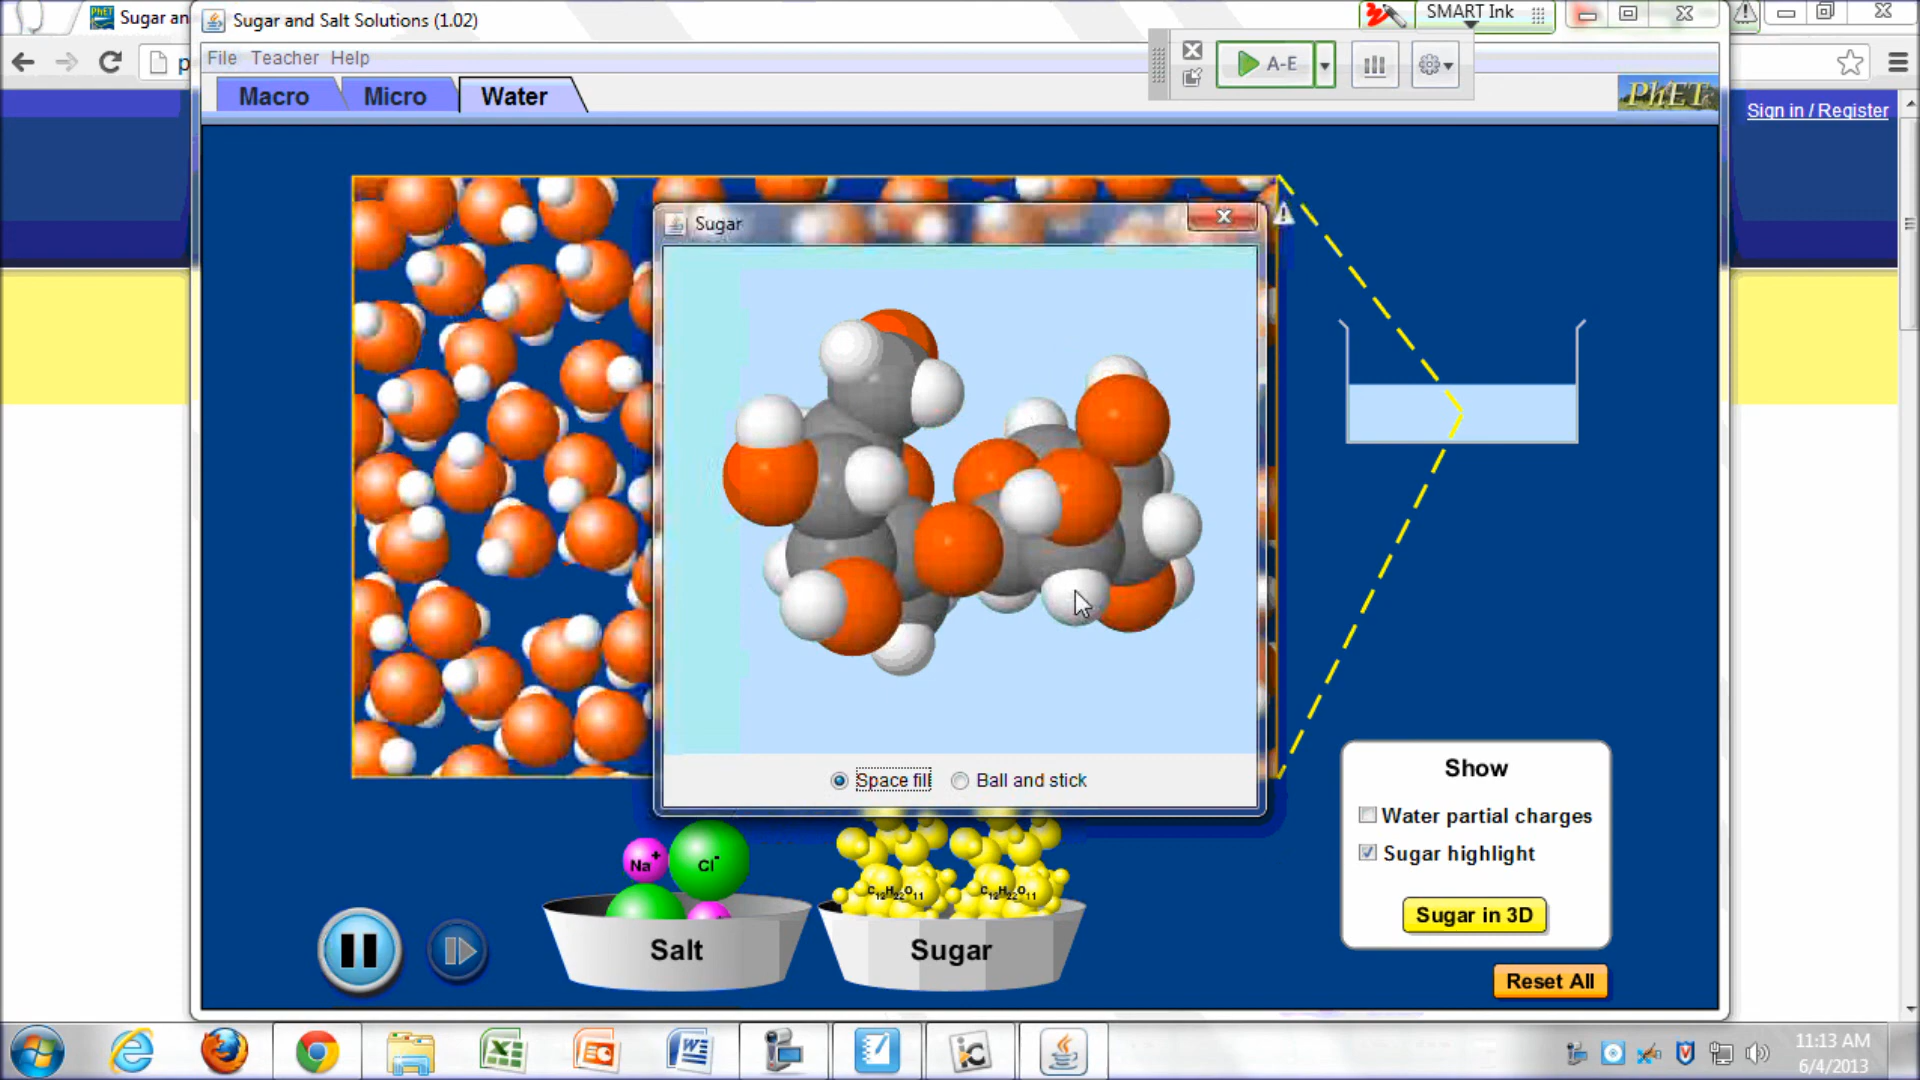 Sugar an
Sugar and Salt Solutions (1.02)
SMART Ink
File Teacher Help
A-E
Macro Micro Water
PhET
Sign in / Register
Sugar
Space fill Ball and stick
Show
Water partial charges
Sugar highlight
Sugar in 3D
Na+ Cl-
C12H22O11 C12H22O11
Salt Sugar
Reset All
11:13 AM
6/4/2013